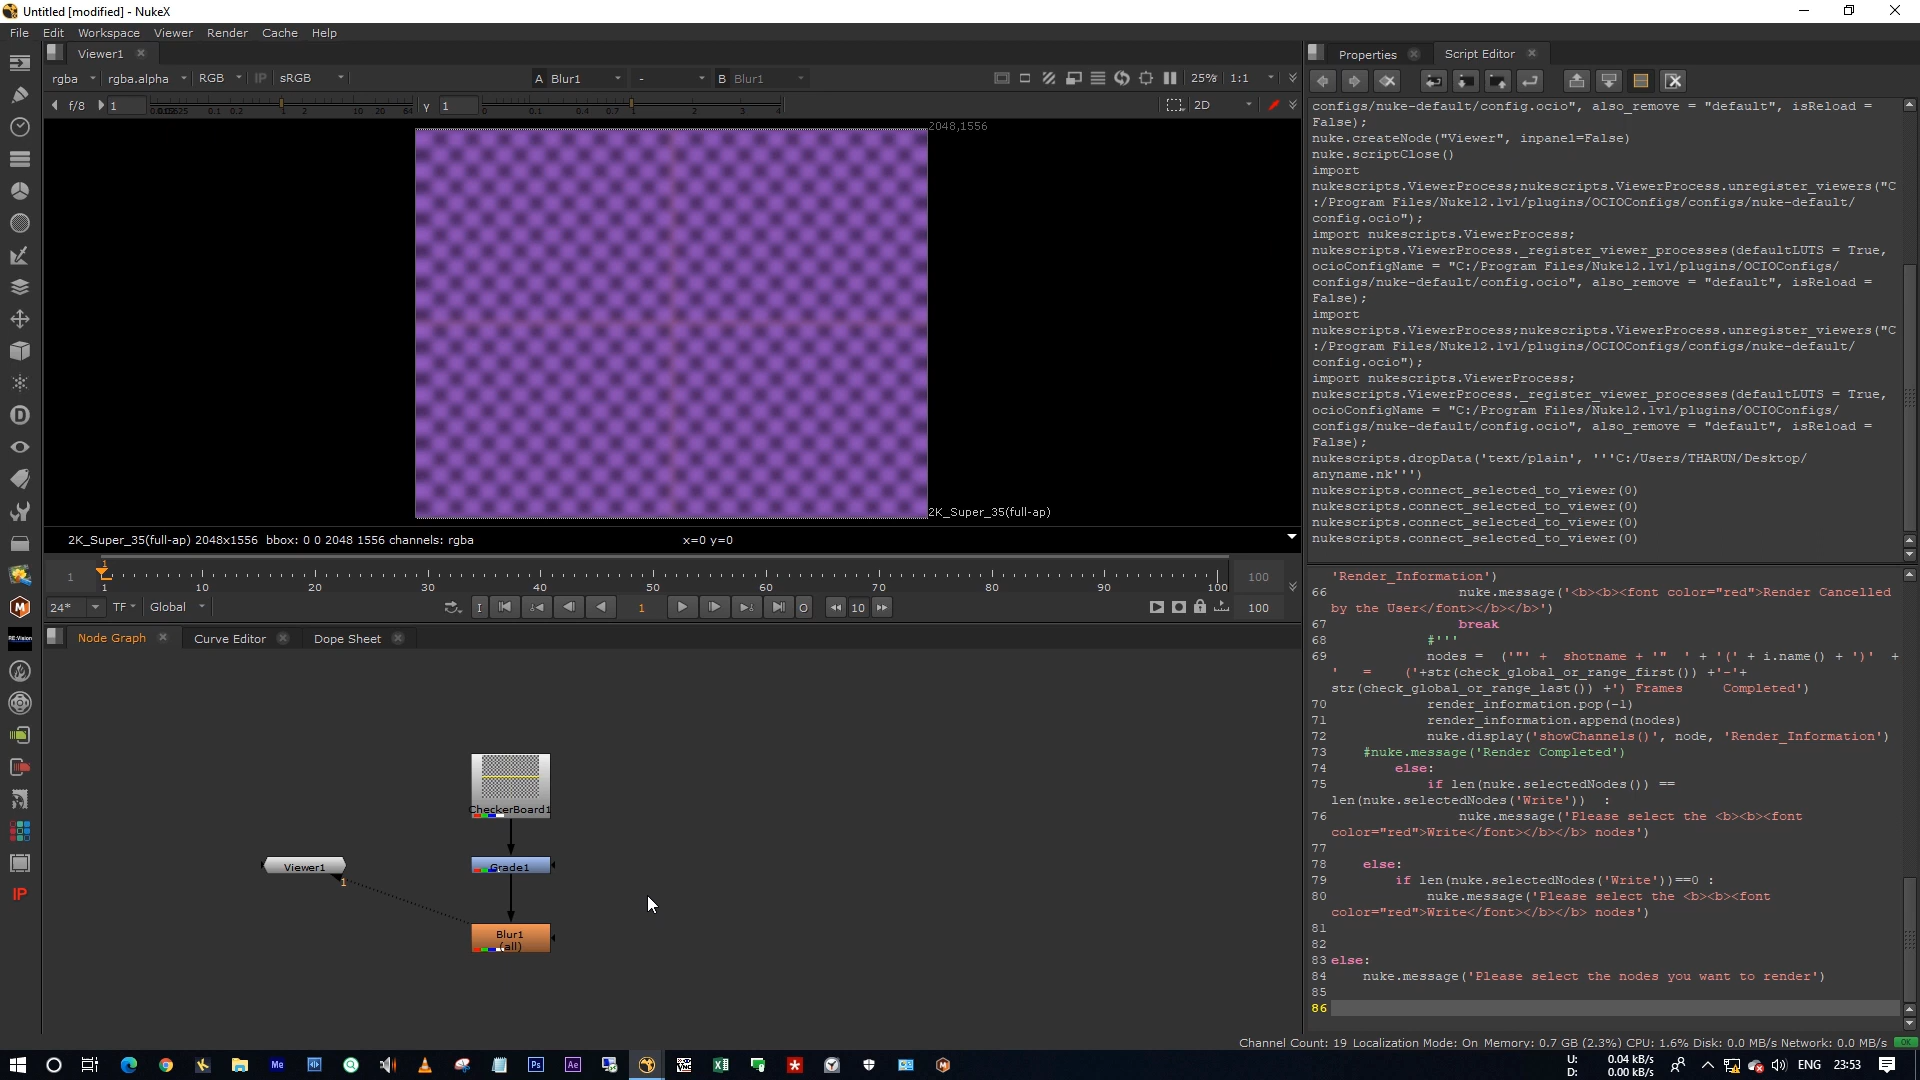 Untitled [modified] - NukeX
File Edit Workspace Viewer Render Cache Help
Viewer1
rgba rgba.alpha RGB IP sRGB A Blur1 - B Blur1 25% 1:1
f/8 1 γ 1 2D
2048,1556
2K_Super_35(full-ap)
2K_Super_35(full-ap) 2048x1556 bbox: 0 0 2048 1556 channels: rgba x=0 y=0
1
1 1 10 20 30 40 50 60 70 80 90 100 100
24* TF Global I 1 O 10 100
Node Graph Curve Editor Dope Sheet
CheckerBoard1
Viewer1
1
Grade1
Blur1
(all)
IP
Properties Script Editor
configs/nuke-default/config.ocio", also_remove = "default", isReload =
False);
nuke.createNode("Viewer", inpanel=False)
nuke.scriptClose()
import
nukescripts.ViewerProcess;nukescripts.ViewerProcess.unregister_viewers("C
:/Program Files/Nuke12.1v1/plugins/OCIOConfigs/configs/nuke-default/
config.ocio");
import nukescripts.ViewerProcess;
nukescripts.ViewerProcess._register_viewer_processes(defaultLUTS = True,
ocioConfigName = "C:/Program Files/Nuke12.1v1/plugins/OCIOConfigs/
configs/nuke-default/config.ocio", also_remove = "default", isReload =
False);
import
nukescripts.ViewerProcess;nukescripts.ViewerProcess.unregister_viewers("C
:/Program Files/Nuke12.1v1/plugins/OCIOConfigs/configs/nuke-default/
config.ocio");
import nukescripts.ViewerProcess;
nukescripts.ViewerProcess._register_viewer_processes(defaultLUTS = True,
ocioConfigName = "C:/Program Files/Nuke12.1v1/plugins/OCIOConfigs/
configs/nuke-default/config.ocio", also_remove = "default", isReload =
False);
nukescripts.dropData('text/plain', '''C:/Users/THARUN/Desktop/
anyname.nk''')
nukescripts.connect_selected_to_viewer(0)
nukescripts.connect_selected_to_viewer(0)
nukescripts.connect_selected_to_viewer(0)
nukescripts.connect_selected_to_viewer(0)
'Render_Information')
66 nuke.message('<b><b><font color="red">Render Cancelled
by the User</font></b></b>')
67 break
68 #'''
69 nodes = ('"' + shotname + '" ' + '(' + i.name() + ')' +
' = ('+str(check_global_or_range_first()) +'-'+
str(check_global_or_range_last()) +') Frames Completed')
70 render_information.pop(-1)
71 render_information.append(nodes)
72 nuke.display('showChannels()', node, 'Render_Information')
73 #nuke.message('Render Completed')
74 else:
75 if len(nuke.selectedNodes()) ==
len(nuke.selectedNodes('Write')) :
76 nuke.message('Please select the <b><b><font
color="red">Write</font></b></b> nodes')
77
78 else:
79 if len(nuke.selectedNodes('Write'))==0 :
80 nuke.message('Please select the <b><b><font
color="red">Write</font></b></b> nodes')
81
82
83 else:
84 nuke.message('Please select the nodes you want to render')
85
86
Channel Count: 19 Localization Mode: On Memory: 0.7 GB (2.3%) CPU: 1.6% Disk: 0.0 MB/s Network: 0.0 MB/s OK
Me Ps Ae
U: 0.04 kB/s
D: 0.00 kB/s
ENG 23:53